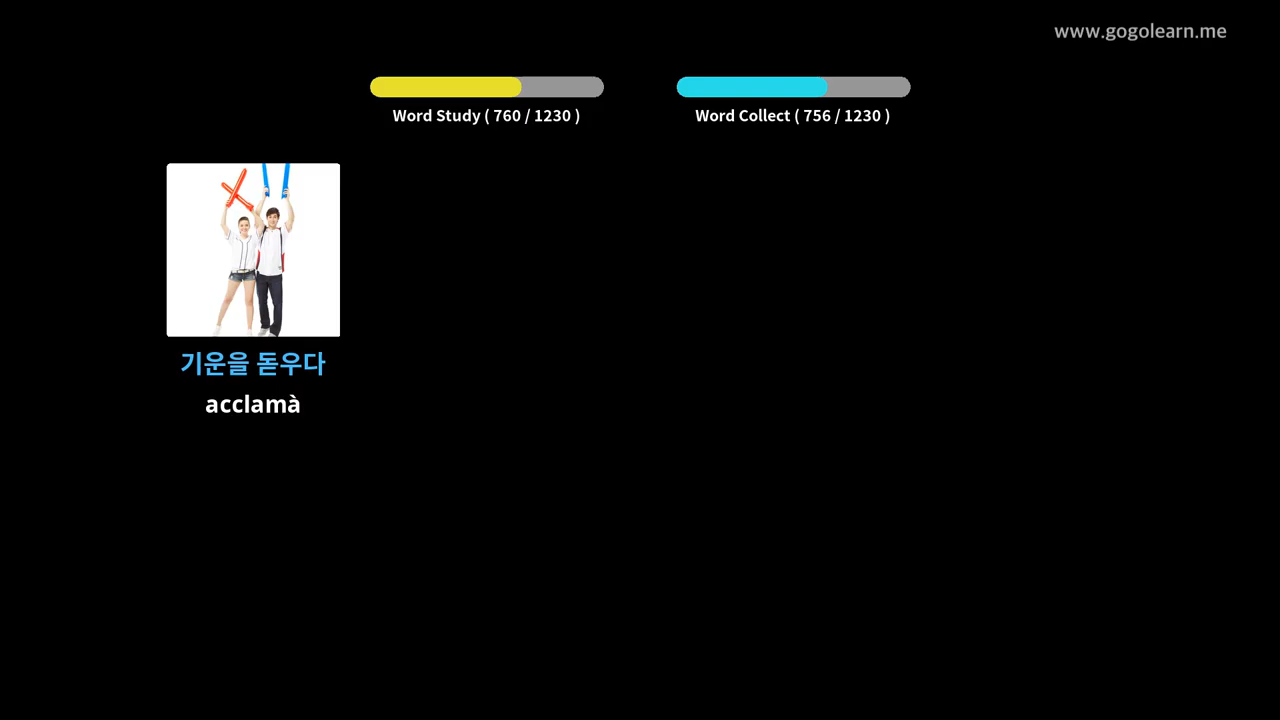 www.gogolearn.me
Word Study ( 760 / 1230 )
Word Collect ( 756 / 1230 )
기운을 돋우다
acclamà